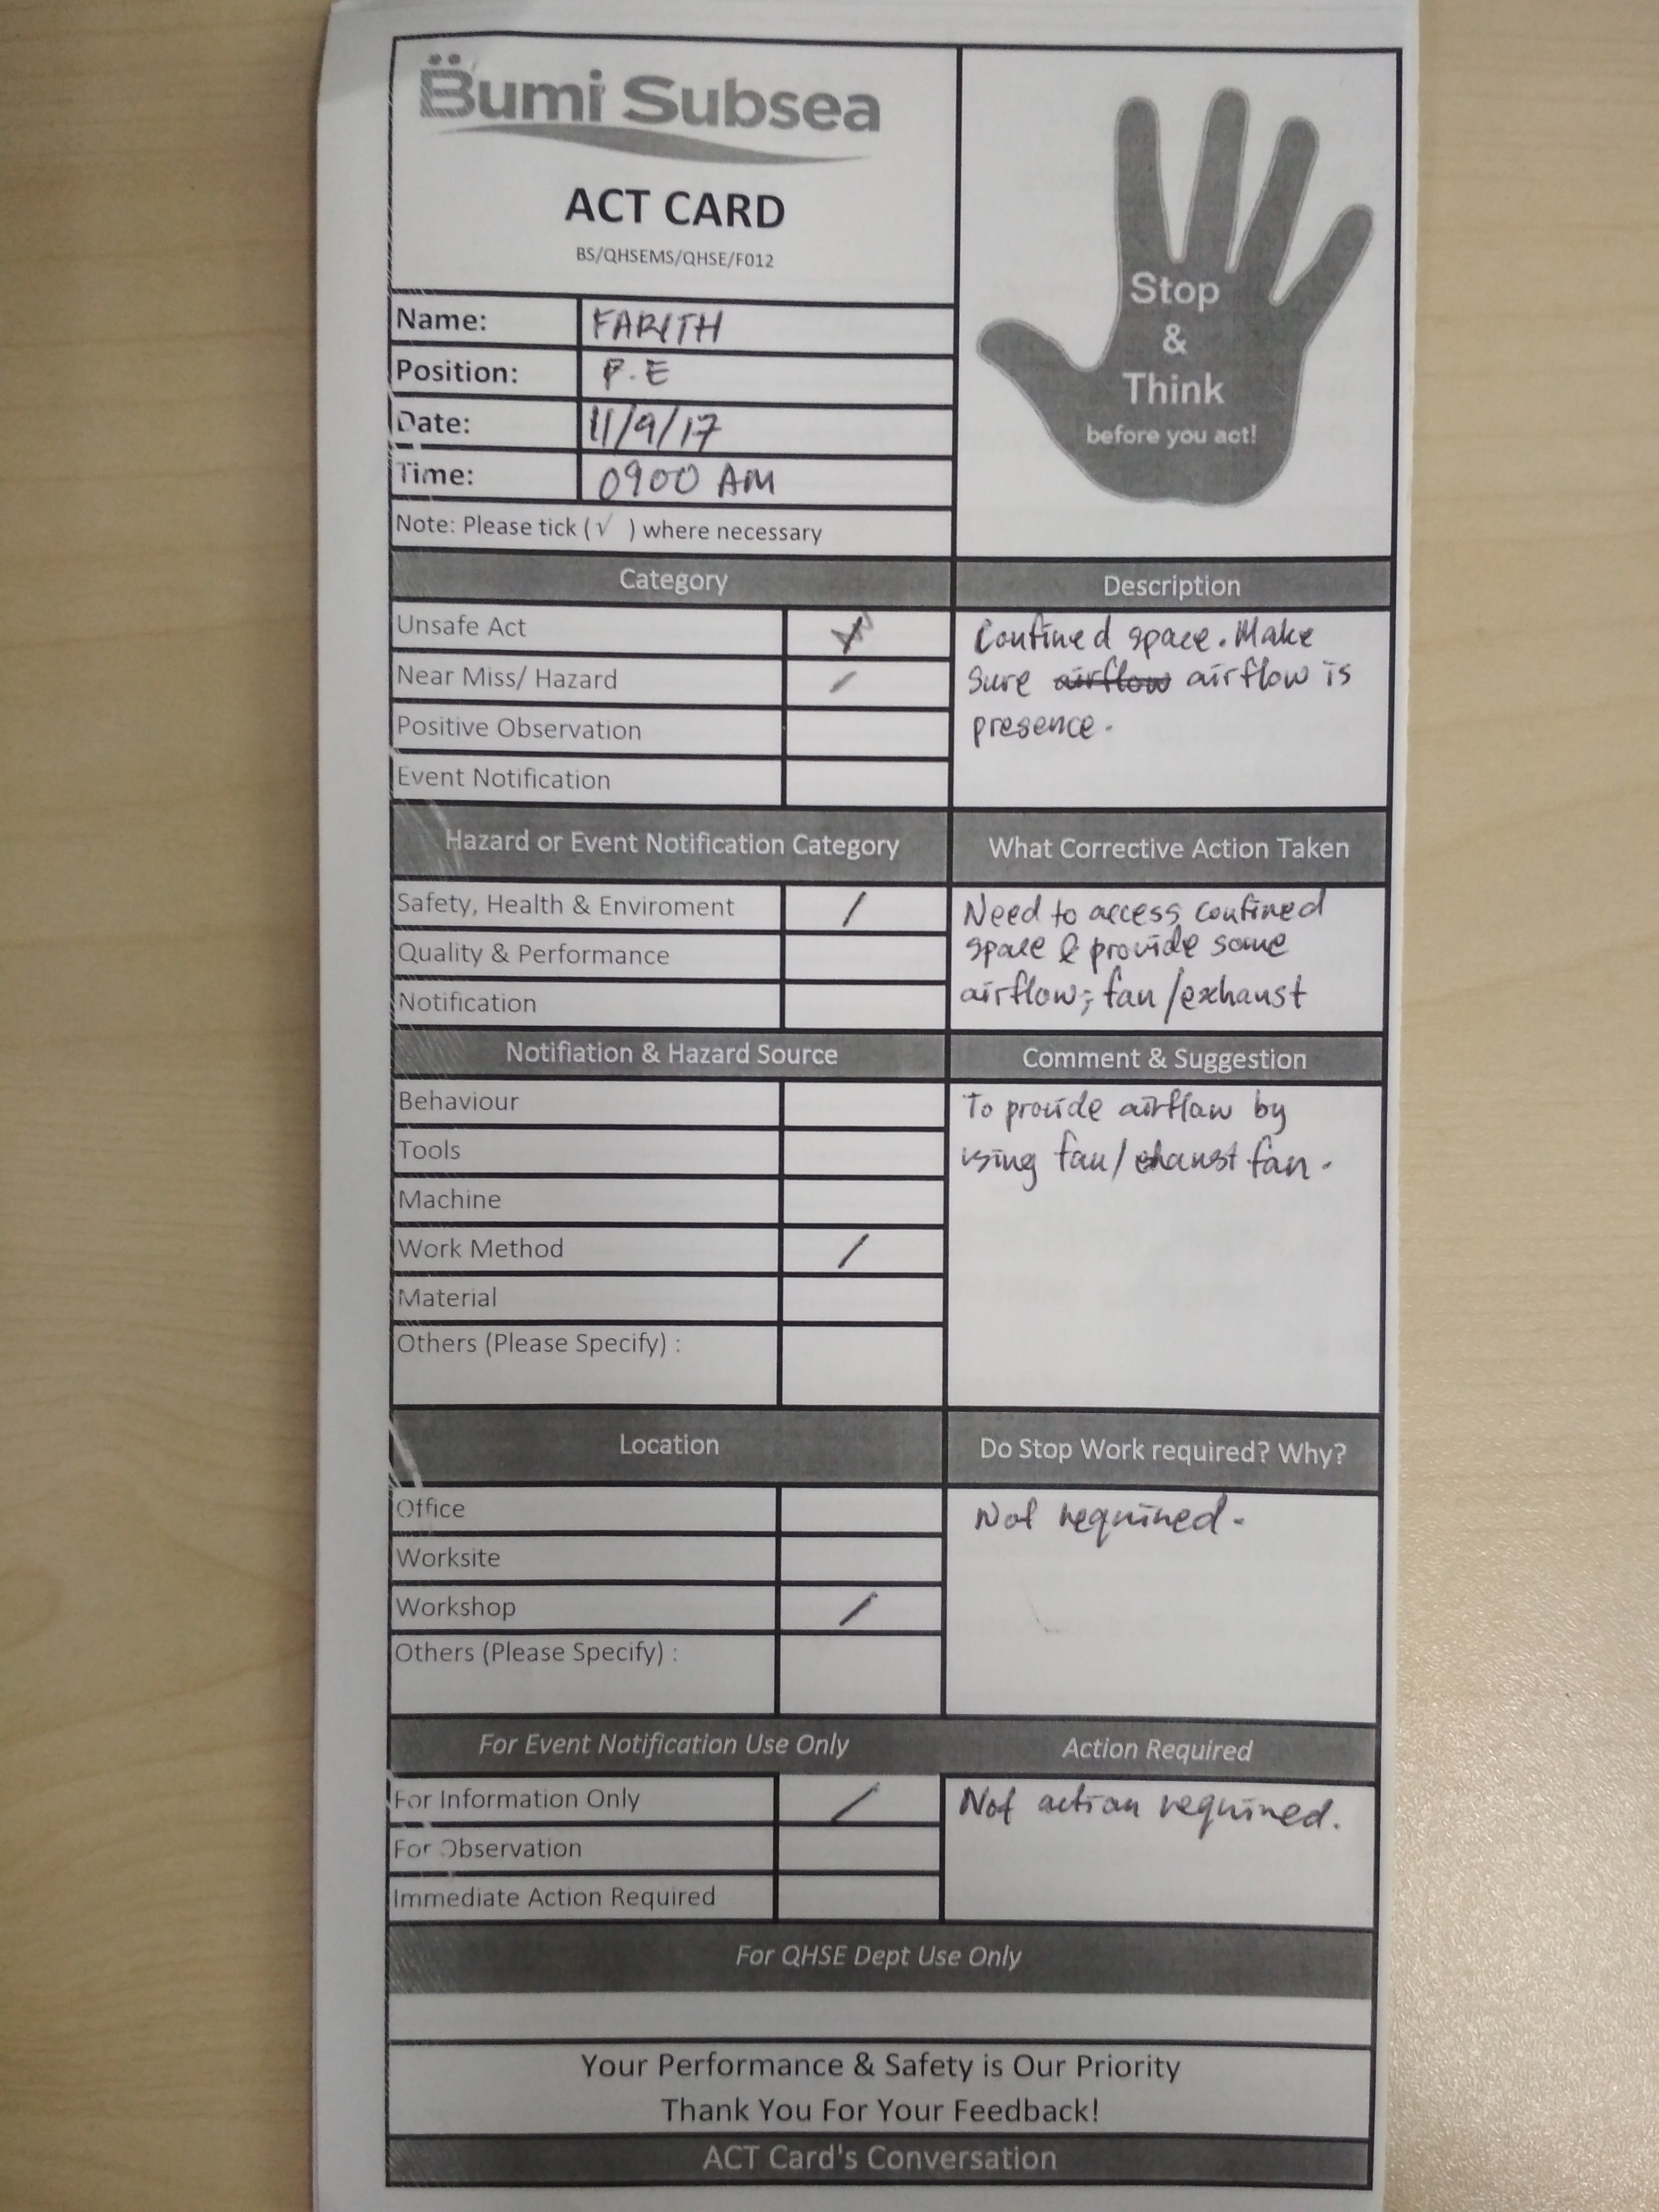 Bumi Subsea
ACT CARD
BS/QHSEMS/QHSE/F012
Stop
&
Think
before you act!
Name: FARITH
Position: P.E
Date: 11/9/17
Time: 0900 AM
Note: Please tick (√ ) where necessary
Category
Unsafe Act
Near Miss/ Hazard /
Positive Observation
Event Notification
Description
Confined space. Make
sure airflow airflow is
presence.
Hazard or Event Notification Category
Safety, Health & Enviroment /
Quality & Performance
Notification
What Corrective Action Taken
Need to access confined
space & provide some
airflow; fan/exhaust
Notifiation & Hazard Source
Behaviour
Tools
Machine
Work Method /
Material
Others (Please Specify) :
Comment & Suggestion
To provide airflow by
using fan/exhaust fan.
Location
Office
Worksite
Workshop /
Others (Please Specify) :
Do Stop Work required? Why?
Not required.
For Event Notification Use Only
For Information Only /
For Observation
Immediate Action Required
Action Required
Not action required.
For QHSE Dept Use Only
Your Performance & Safety is Our Priority
Thank You For Your Feedback!
ACT Card's Conversation